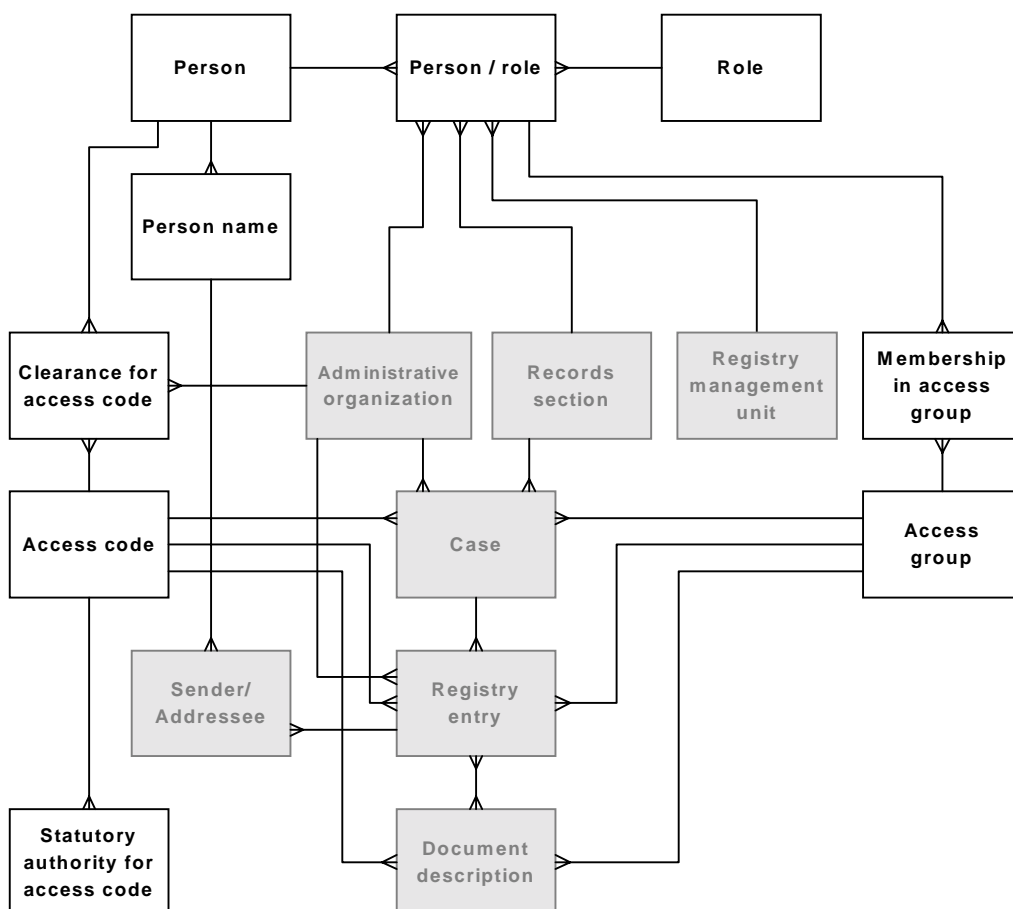 Person
Person / role
Role
Person name
Clearance for
access code
Administrative
organization
Records
section
Registry
management
unit
Membership
in access
group
Access code
Case
Access
group
Sender/
Addressee
Registry
entry
Statutory
authority for
access code
Document
description